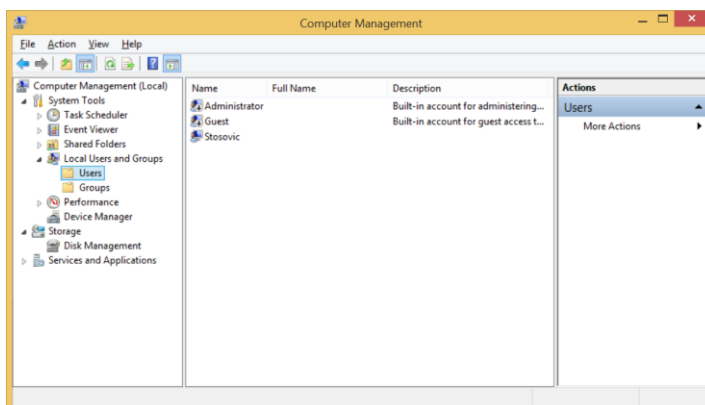 Computer Management
File Action View Help
Computer Management (Local)
System Tools
Task Scheduler
Event Viewer
Shared Folders
Local Users and Groups
Users
Groups
Performance
Device Manager
Storage
Disk Management
Services and Applications
Name Full Name Description
Administrator Built-in account for administering...
Guest Built-in account for guest access t...
Stosovic
Actions
Users
More Actions